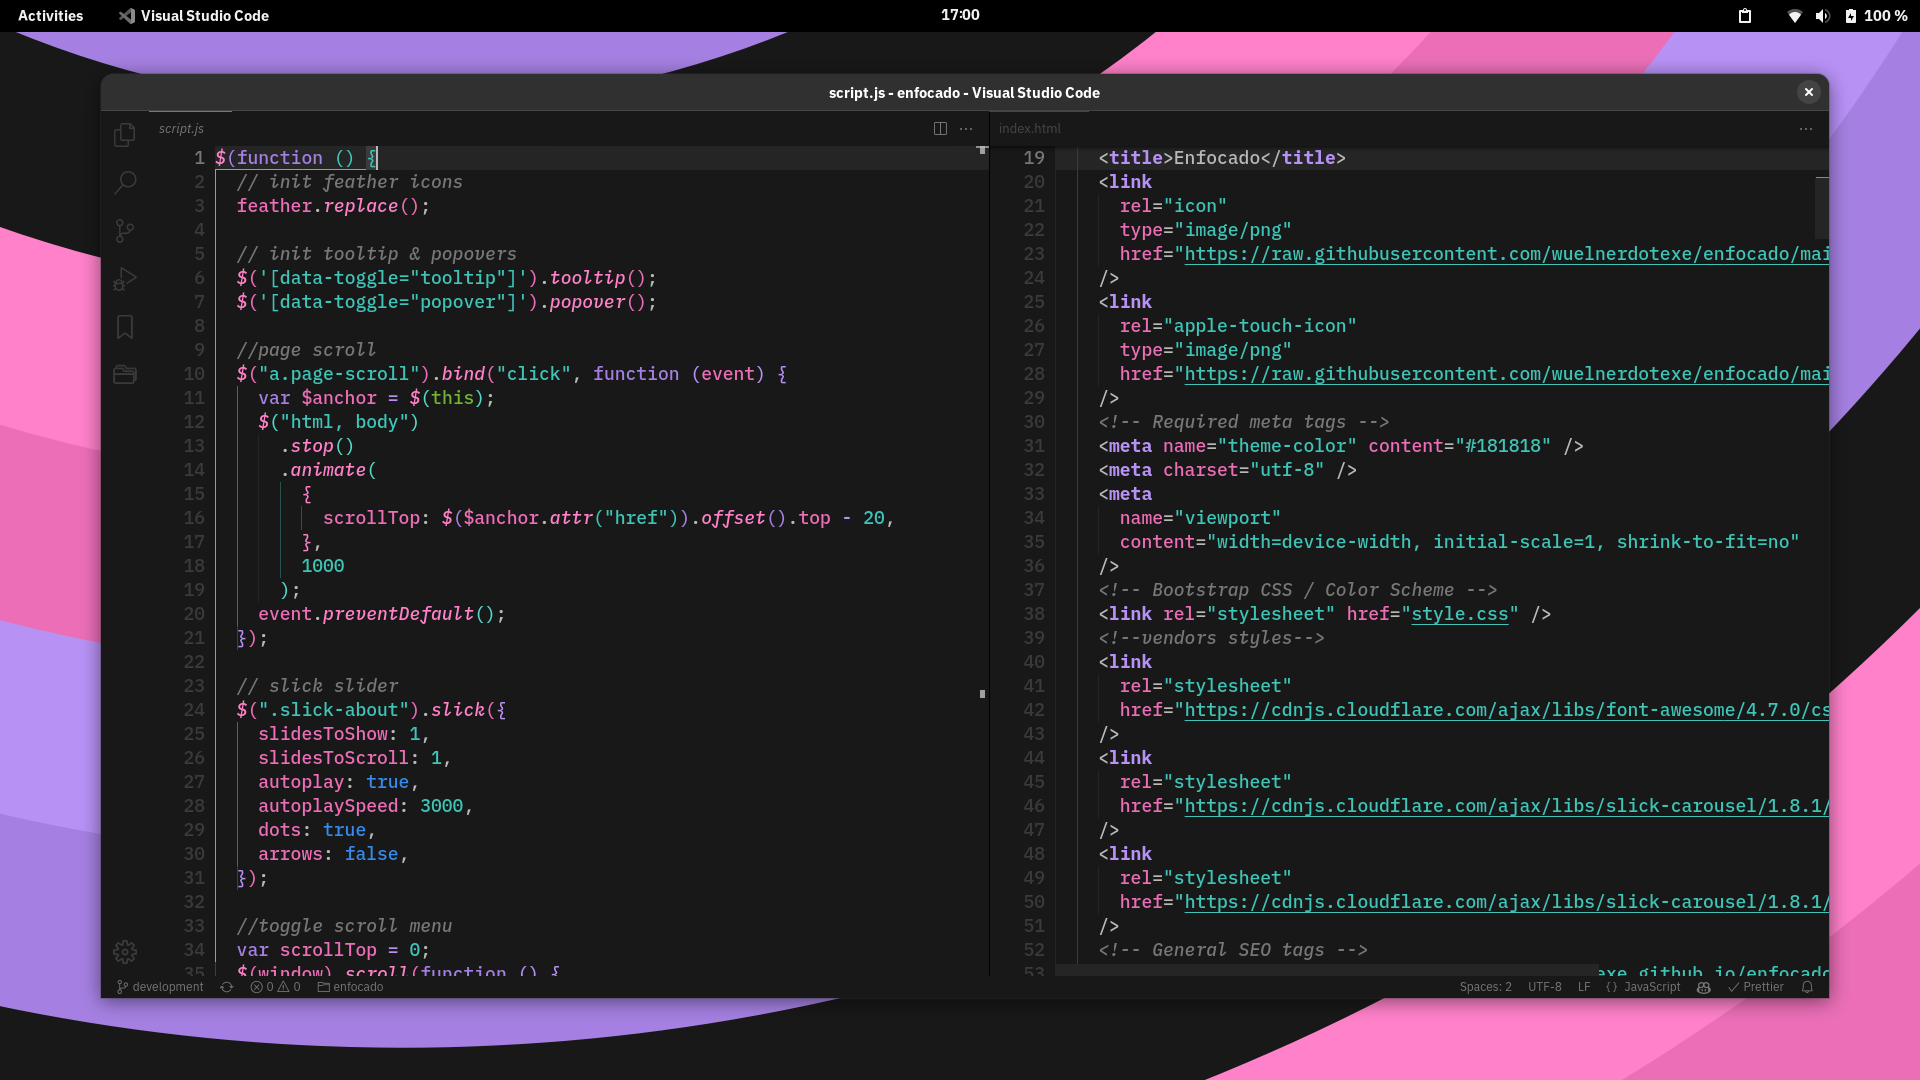 Activities
Visual Studio Code
17:00
100 %
script.js - enfocado - Visual Studio Code
script.js
1 $(function () {
2 // init feather icons
3 feather.replace();
4
5 // init tooltip & popovers
6 $('[data-toggle="tooltip"]').tooltip();
7 $('[data-toggle="popover"]').popover();
8
9 //page scroll
10 $("a.page-scroll").bind("click", function (event) {
11 var $anchor = $(this);
12 $("html, body")
13 .stop()
14 .animate(
15 {
16 scrollTop: $($anchor.attr("href")).offset().top - 20,
17 },
18 1000
19 );
20 event.preventDefault();
21 });
22
23 // slick slider
24 $(".slick-about").slick({
25 slidesToShow: 1,
26 slidesToScroll: 1,
27 autoplay: true,
28 autoplaySpeed: 3000,
29 dots: true,
30 arrows: false,
31 });
32
33 //toggle scroll menu
34 var scrollTop = 0;
35 $(window).scroll(function () {
index.html
19 <title>Enfocado</title>
20 <link
21 rel="icon"
22 type="image/png"
23 href="https://raw.githubusercontent.com/wuelnerdotexe/enfocado/mai
24 />
25 <link
26 rel="apple-touch-icon"
27 type="image/png"
28 href="https://raw.githubusercontent.com/wuelnerdotexe/enfocado/mai
29 />
30 <!-- Required meta tags -->
31 <meta name="theme-color" content="#181818" />
32 <meta charset="utf-8" />
33 <meta
34 name="viewport"
35 content="width=device-width, initial-scale=1, shrink-to-fit=no"
36 />
37 <!-- Bootstrap CSS / Color Scheme -->
38 <link rel="stylesheet" href="style.css" />
39 <!--vendors styles-->
40 <link
41 rel="stylesheet"
42 href="https://cdnjs.cloudflare.com/ajax/libs/font-awesome/4.7.0/cs
43 />
44 <link
45 rel="stylesheet"
46 href="https://cdnjs.cloudflare.com/ajax/libs/slick-carousel/1.8.1/
47 />
48 <link
49 rel="stylesheet"
50 href="https://cdnjs.cloudflare.com/ajax/libs/slick-carousel/1.8.1/
51 />
52 <!-- General SEO tags -->
53 exe.github.io/enfocado
development 0 0 enfocado
Spaces: 2 UTF-8 LF {} JavaScript Prettier